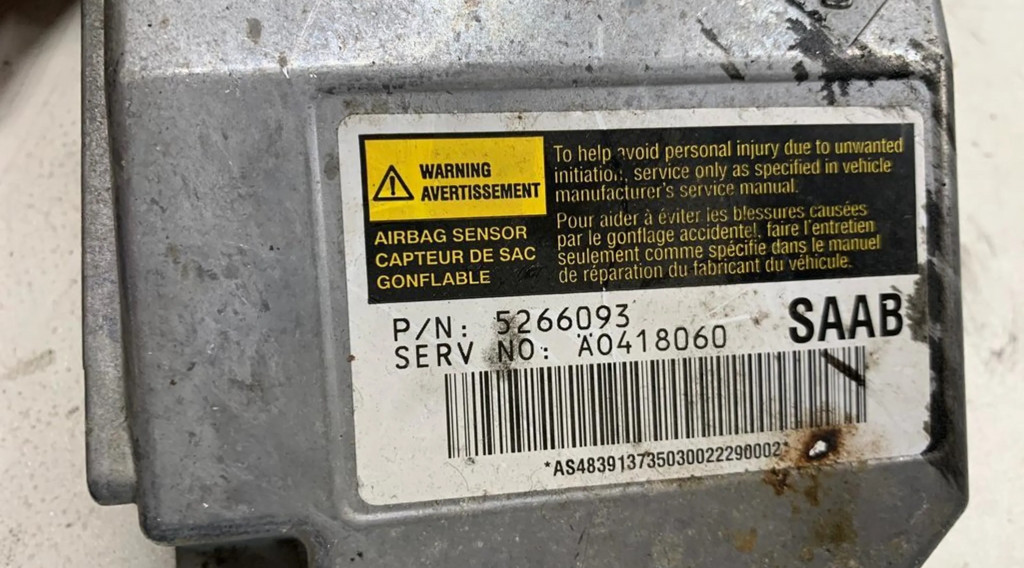 WARNING
AVERTISSEMENT
AIRBAG SENSOR
CAPTEUR DE SAC
GONFLABLE
To help avoid personal injury due to unwanted
initiation, service only as specified in vehicle
manufacturer's service manual.
Pour aider à éviter les blessures causées
par le gonflage accidentel, faire l'entretien
seulement comme spécifie dans le manuel
de réparation du fabricant du véhicule.
P/N: 5266093
SERV NO: A0418060
SAAB
*AS483913735030022290002*